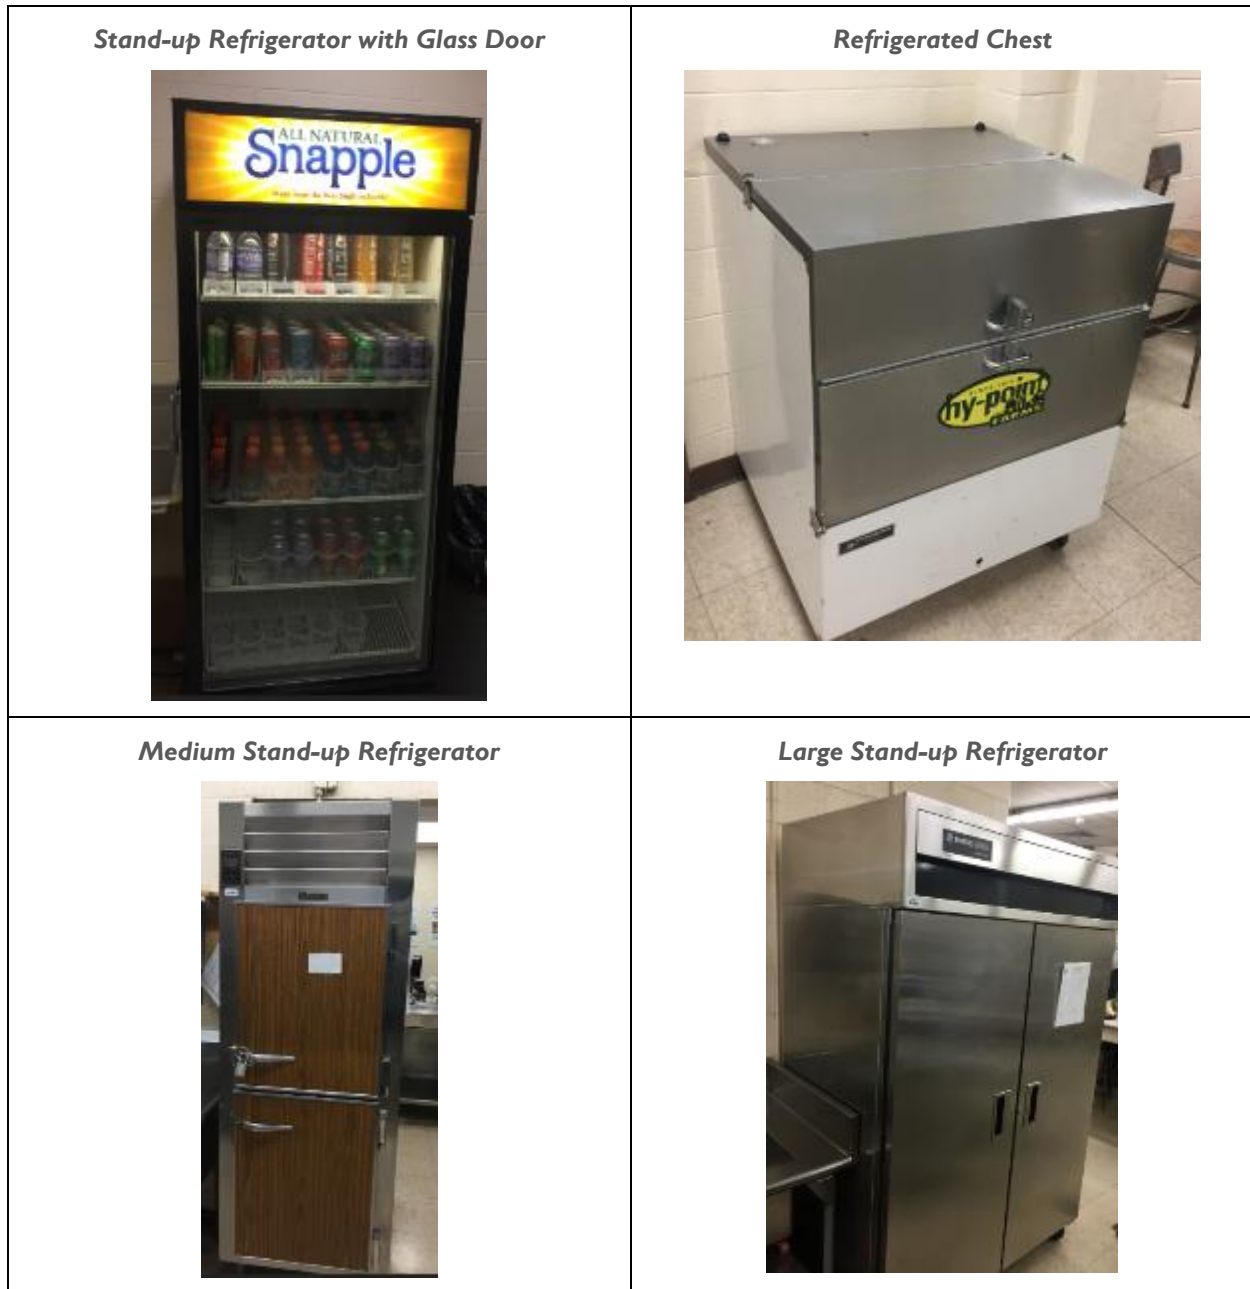 Stand-up Refrigerator with Glass Door
Refrigerated Chest
ALL NATURAL
Snapple
hy-point
FARMS
Medium Stand-up Refrigerator
Large Stand-up Refrigerator